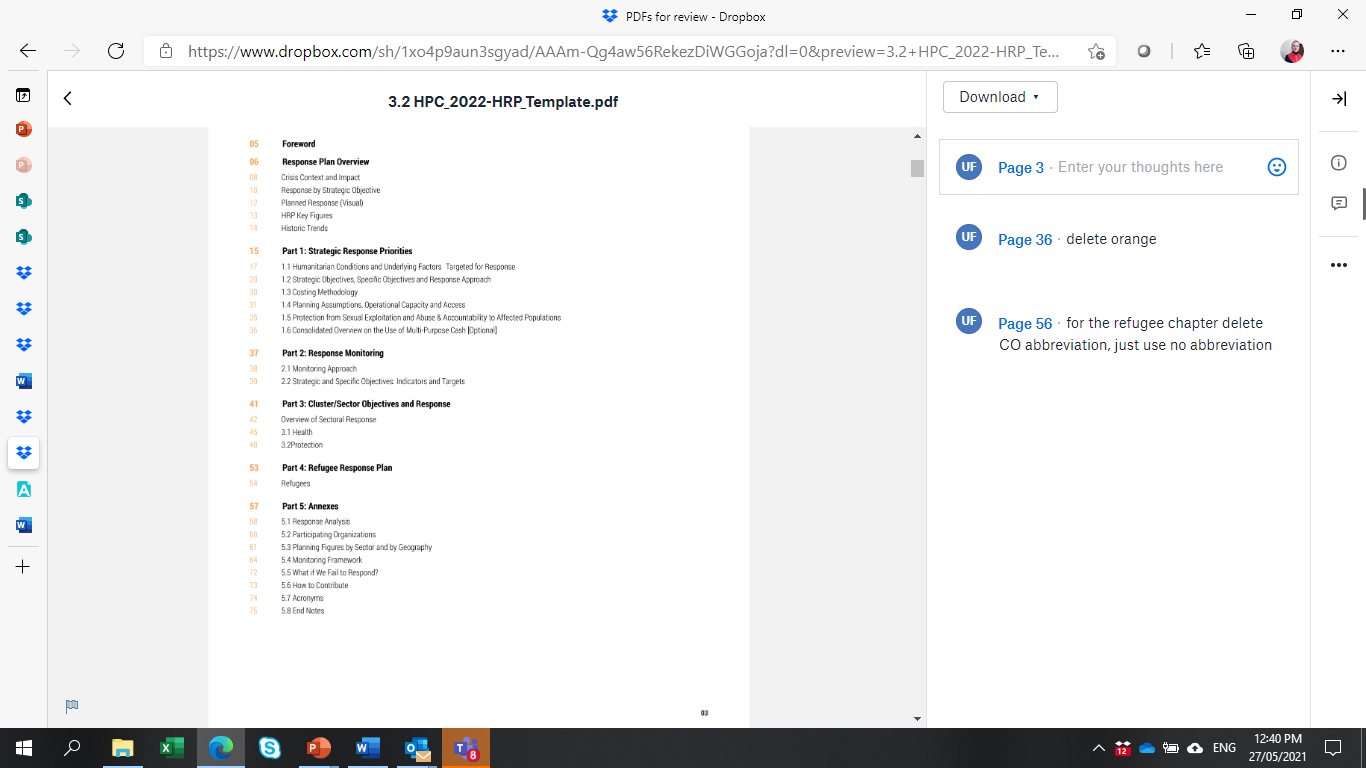 PDFs for review - Dropbox
https://www.dropbox.com/sh/1xo4p9aun3sgyad/AAAm-Qg4aw56RekezDiWGGoja?dl=0&preview=3.2+HPC_2022-HRP_Te...
3.2 HPC_2022-HRP_Template.pdf
05 Foreword
06 Response Plan Overview
08 Crisis Context and Impact
10 Response by Strategic Objective
12 Planned Response (Visual)
13 HRP Key Figures
14 Historic Trends
15 Part 1: Strategic Response Priorities
17 1.1 Humanitarian Conditions and Underlying Factors Targeted for Response
20 1.2 Strategic Objectives, Specific Objectives and Response Approach
30 1.3 Costing Methodology
31 1.4 Planning Assumptions, Operational Capacity and Access
35 1.5 Protection from Sexual Exploitation and Abuse & Accountability to Affected Populations
36 1.6 Consolidated Overview on the Use of Multi-Purpose Cash [Optional]
37 Part 2: Response Monitoring
38 2.1 Monitoring Approach
39 2.2 Strategic and Specific Objectives: Indicators and Targets
41 Part 3: Cluster/Sector Objectives and Response
42 Overview of Sectoral Response
45 3.1 Health
48 3.2Protection
53 Part 4: Refugee Response Plan
54 Refugees
57 Part 5: Annexes
58 5.1 Response Analysis
60 5.2 Participating Organizations
61 5.3 Planning Figures by Sector and by Geography
64 5.4 Monitoring Framework
72 5.5 What if We Fail to Respond?
73 5.6 How to Contribute
74 5.7 Acronyms
75 5.8 End Notes
03
Download
UF Page 3 · Enter your thoughts here
UF Page 36 · delete orange
UF Page 56 · for the refugee chapter delete
CO abbreviation, just use no abbreviation
8
12
ENG
12:40 PM
27/05/2021